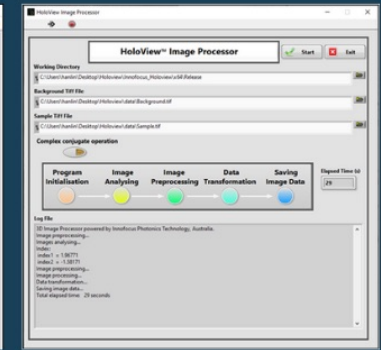 HoloView Image Processor
HoloView™ Image Processor
Start
Exit
Working Directory
C:\Users\hanlin\Desktop\Holoview\Innofocus_Holoview\x64\Release
Background Tiff File
C:\Users\hanlin\Desktop\Holoview\data\Background.tif
Sample Tiff File
C:\Users\hanlin\Desktop\Holoview\data\Sample.tif
Complex conjugate operation
Program Initialisation
Image Analysing
Image Preprocessing
Data Transformation
Saving Image Data
Elapsed Time (s)
29
Log File
3D Image Processor powered by Innofocus Photonics Technology, Australia.
Image preprocessing...
Images analysing...
Index:
index1 = 1.96771
index2 = -1.38171
Image preprocessing...
Image processing...
Data transformation...
Saving image data...
Total elapsed time: 29 seconds